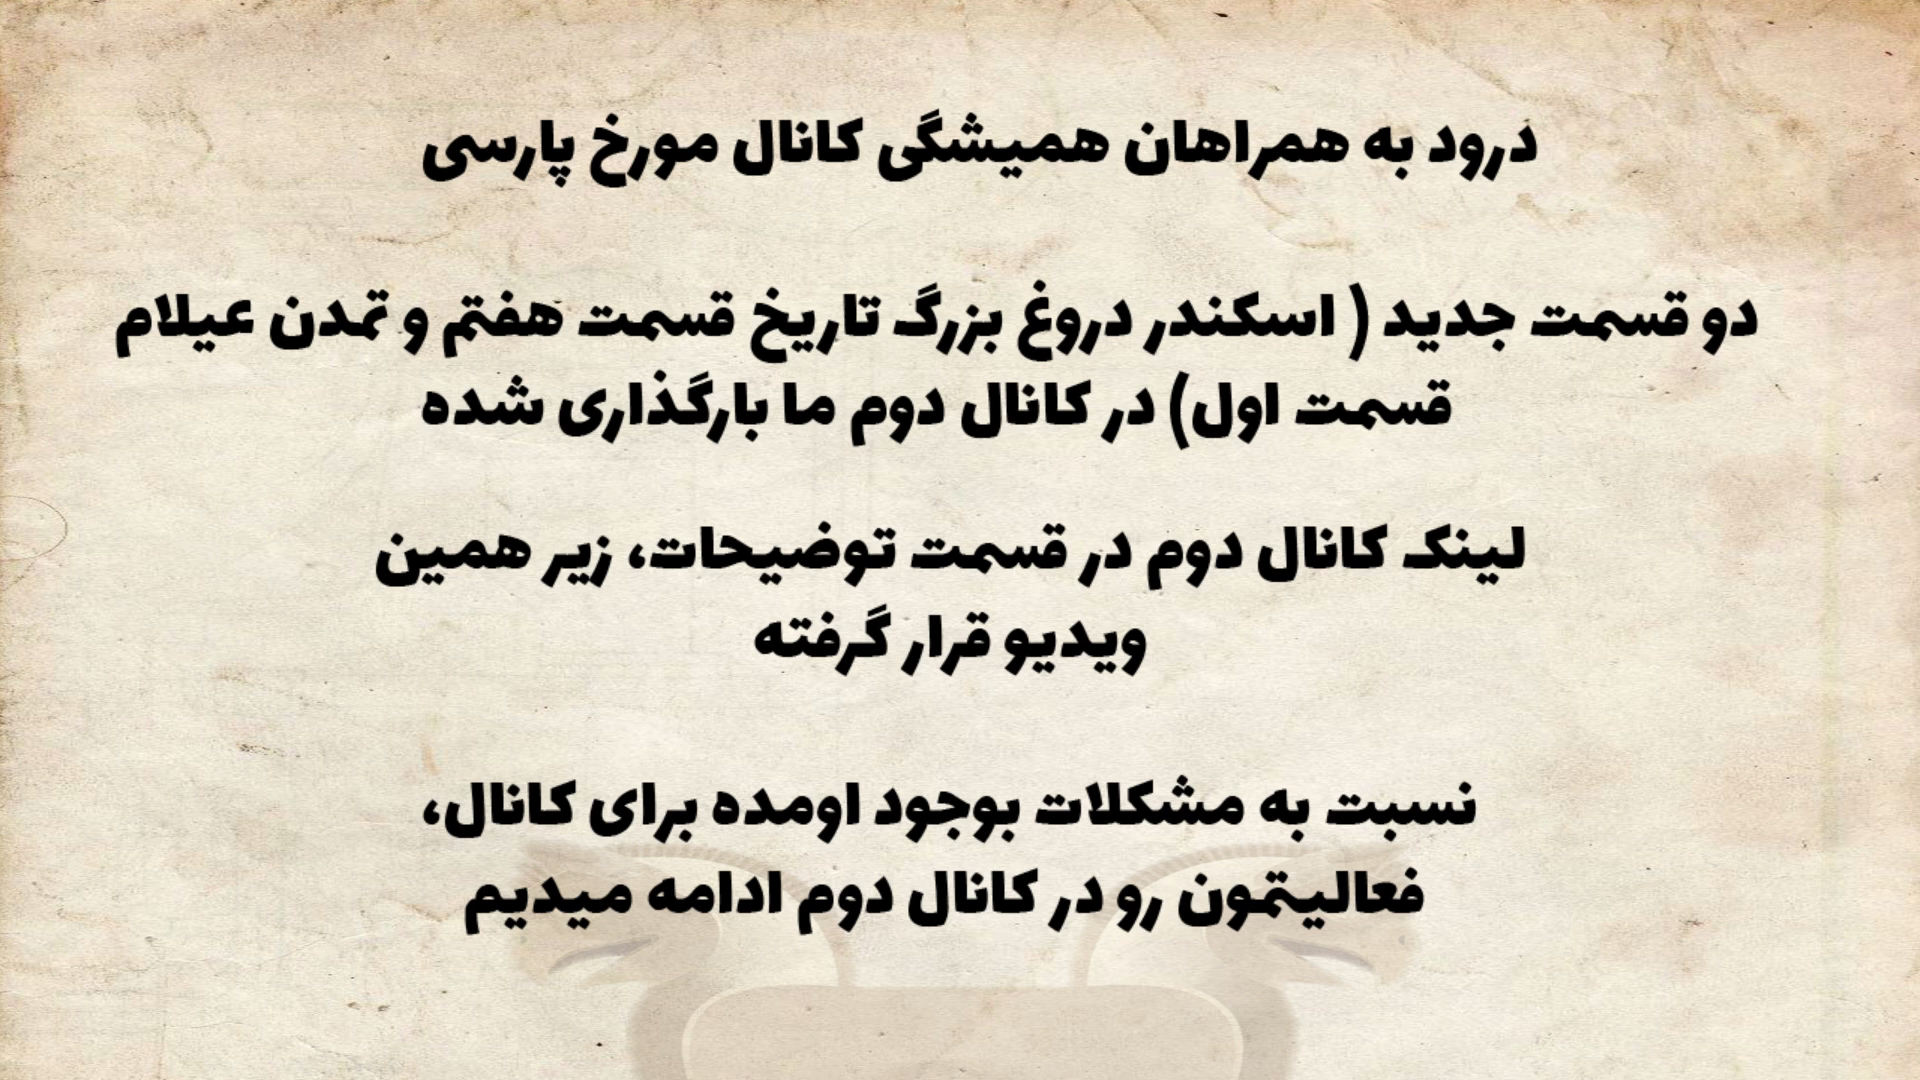 درود به همراهان همیشگی کانال مورخ پارسی
دو قسمت جدید ( اسکندر دروغ بزرگ تاریخ قسمت هفتم و تمدن عیلام
قسمت اول) در کانال دوم ما بارگذاری شده
لینک کانال دوم در قسمت توضیحات، زیر همین
ویدیو قرار گرفته
نسبت به مشکلات بوجود اومده برای کانال،
فعالیتمون رو در کانال دوم ادامه میدیم